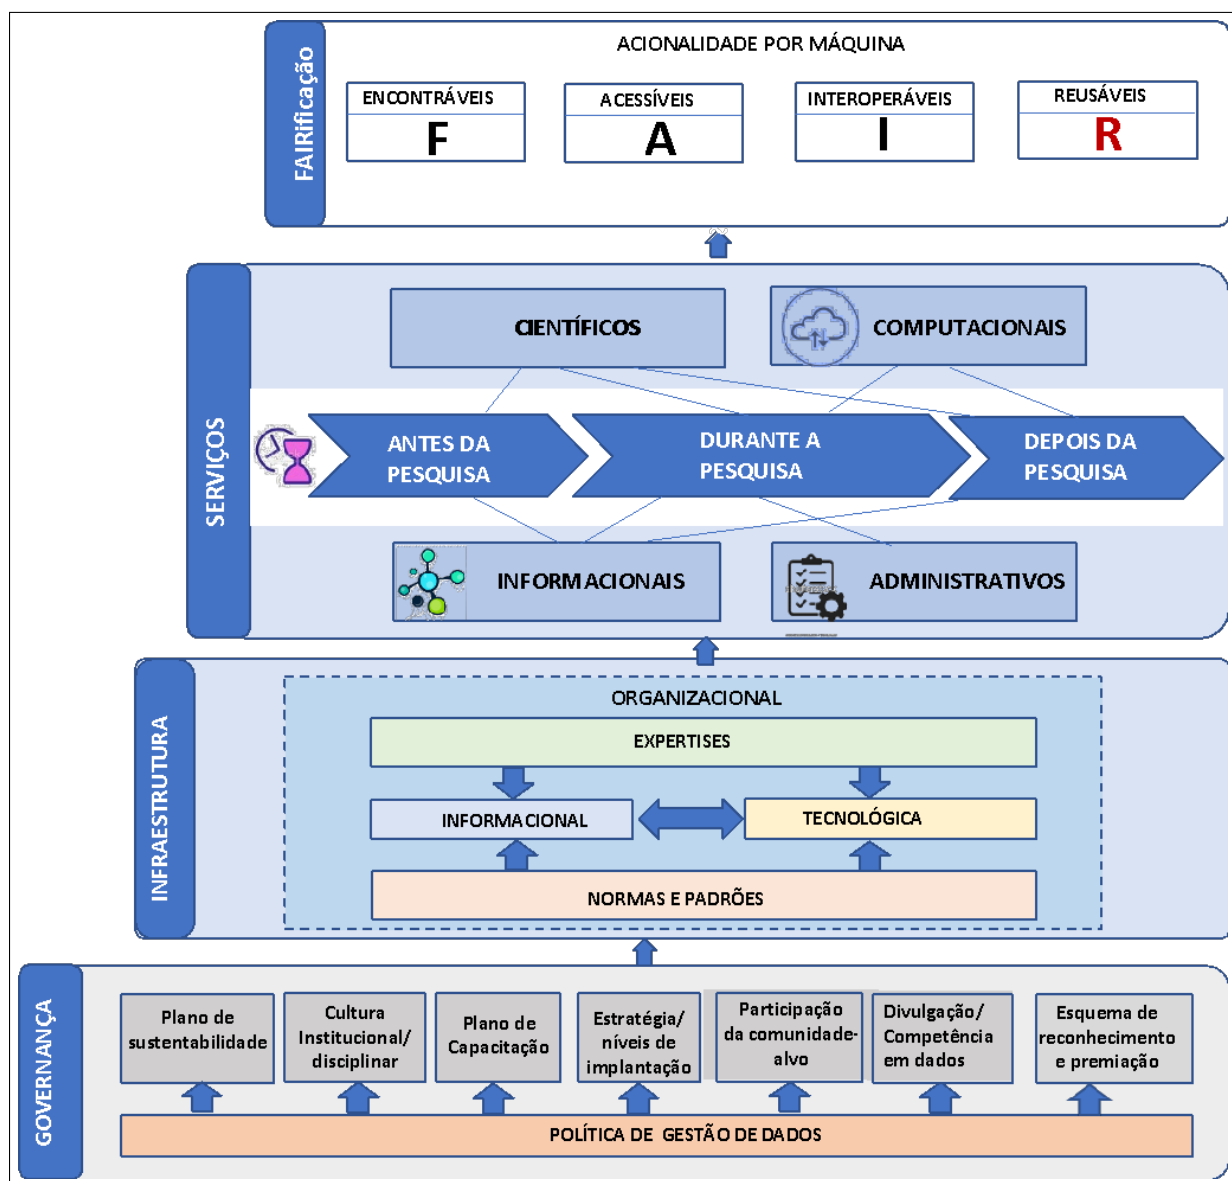 FAIRificação
ACIONALIDADE POR MÁQUINA
ENCONTRÁVEIS
F
ACESSÍVEIS
A
INTEROPERÁVEIS
I
REUSÁVEIS
R
SERVIÇOS
CIENTÍFICOS
COMPUTACIONAIS
ANTES DA
PESQUISA
DURANTE A
PESQUISA
DEPOIS DA
PESQUISA
INFORMACIONAIS
ADMINISTRATIVOS
INFRAESTRUTURA
ORGANIZACIONAL
EXPERTISES
INFORMACIONAL
TECNOLÓGICA
NORMAS E PADRÕES
GOVERNANÇA
Plano de
sustentabilidade
Cultura
Institucional/
disciplinar
Plano de
Capacitação
Estratégia/
níveis de
implantação
Participação
da comunidade-
alvo
Divulgação/
Competência
em dados
Esquema de
reconhecimento
e premiação
POLÍTICA DE GESTÃO DE DADOS